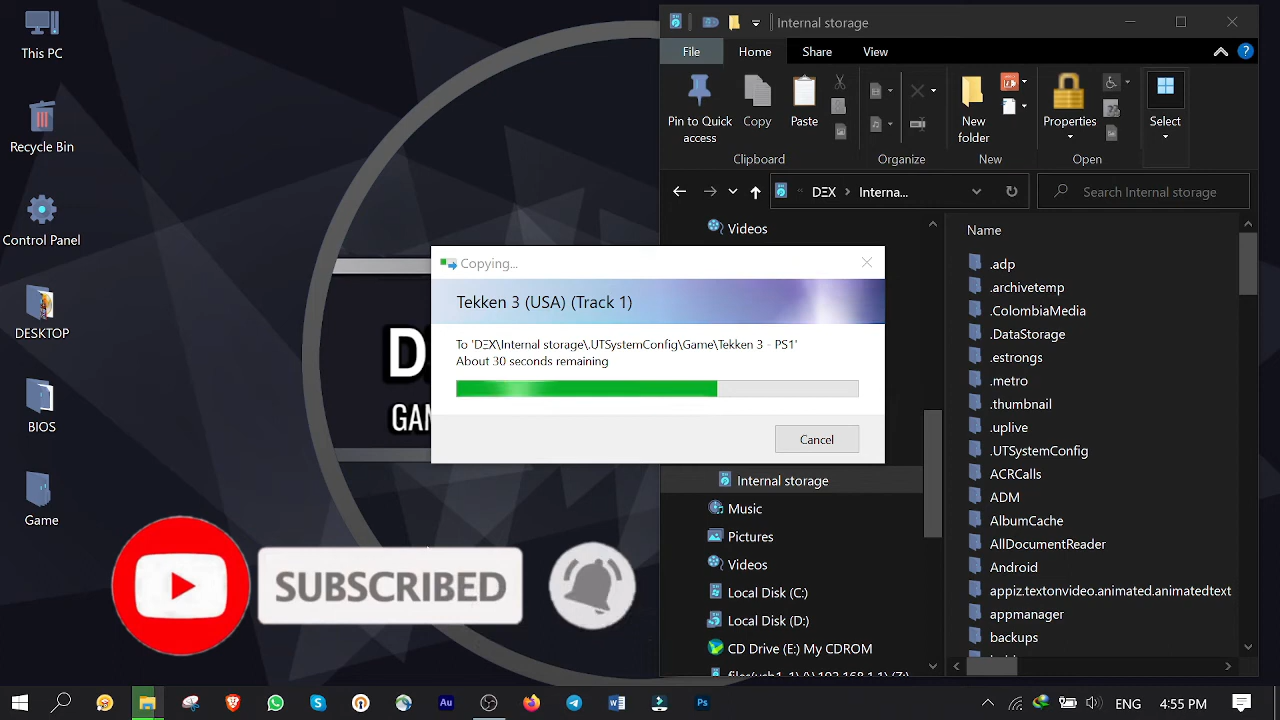 This PC
Recycle Bin
Control Panel
DESKTOP
BIOS
Game
D
GAM
SUBSCRIBED
Internal storage
File
Home
Share
View
Pin to Quick access
Copy
Paste
New folder
Properties
Select
Clipboard
Organize
New
Open
DEX
Interna...
Search Internal storage
Videos
Name
.adp
.archivetemp
.ColombiaMedia
.DataStorage
.estrongs
.metro
.thumbnail
.uplive
.UTSystemConfig
ACRCalls
ADM
AlbumCache
AllDocumentReader
Android
appiz.textonvideo.animated.animatedtext
appmanager
backups
Copying...
Tekken 3 (USA) (Track 1)
To 'DΞX\Internal storage\.UTSystemConfig\Game\Tekken 3 - PS1'
About 30 seconds remaining
Cancel
Internal storage
Music
Pictures
Videos
Local Disk (C:)
Local Disk (D:)
CD Drive (E:) My CDROM
Au
Ps
ENG
4:55 PM